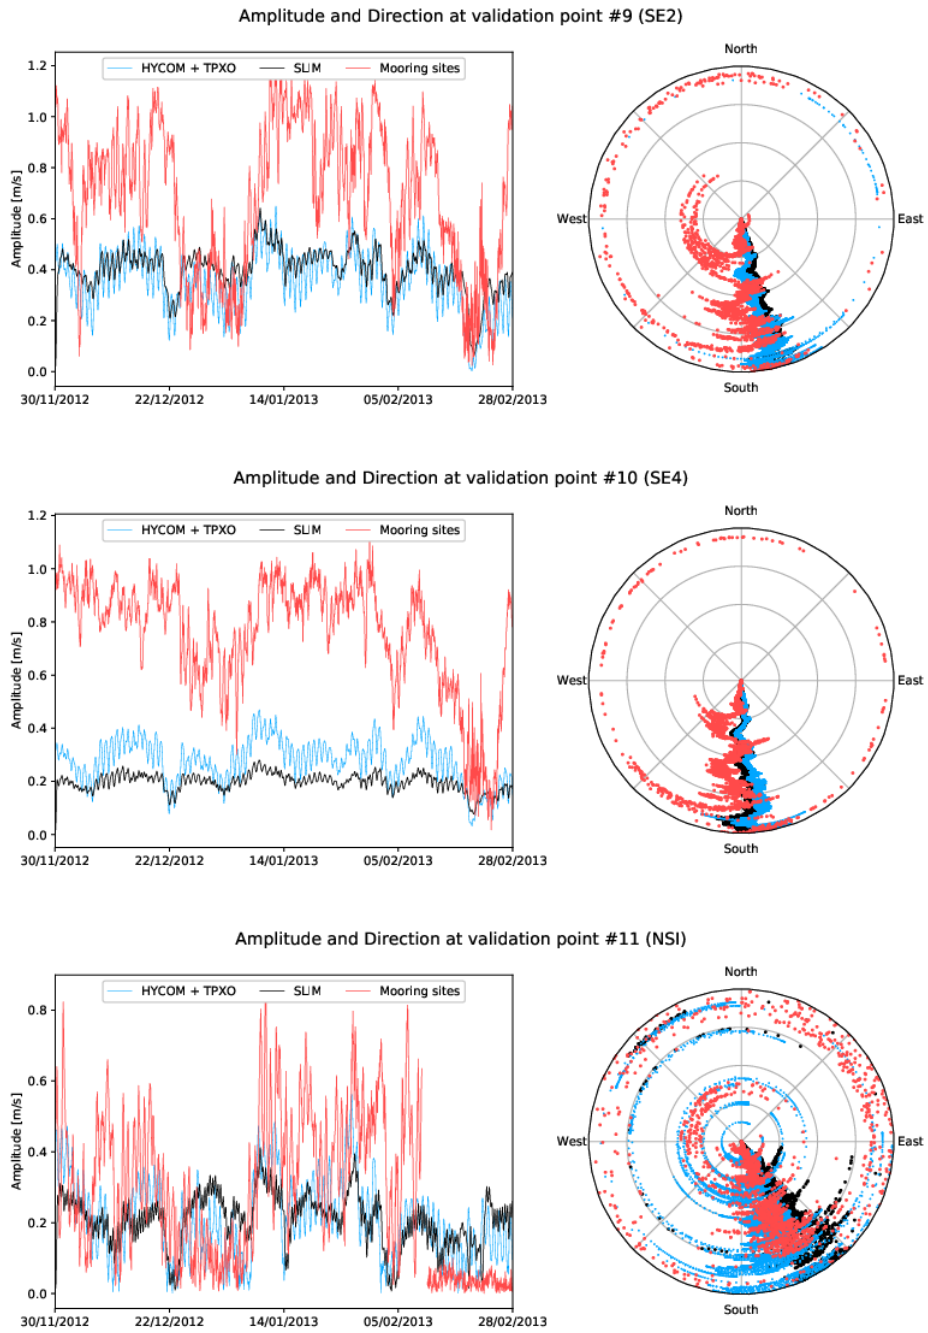 Amplitude and Direction at validation point #9 (SE2)
HYCOM + TPXO SLIM Mooring sites
Amplitude [m/s]
1.2
1.0
0.8
0.6
0.4
0.2
0.0
30/11/2012 22/12/2012 14/01/2013 05/02/2013 28/02/2013
North
West East
South
Amplitude and Direction at validation point #10 (SE4)
HYCOM + TPXO SLIM Mooring sites
Amplitude [m/s]
1.2
1.0
0.8
0.6
0.4
0.2
0.0
30/11/2012 22/12/2012 14/01/2013 05/02/2013 28/02/2013
North
West East
South
Amplitude and Direction at validation point #11 (NSI)
HYCOM + TPXO SLIM Mooring sites
Amplitude [m/s]
0.8
0.6
0.4
0.2
0.0
30/11/2012 22/12/2012 14/01/2013 05/02/2013 28/02/2013
North
West East
South